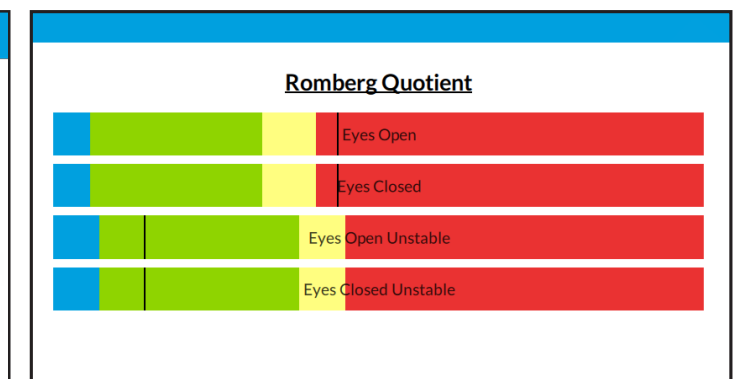 Romberg Quotient
Eyes Open
Eyes Closed
Eyes Open Unstable
Eyes Closed Unstable